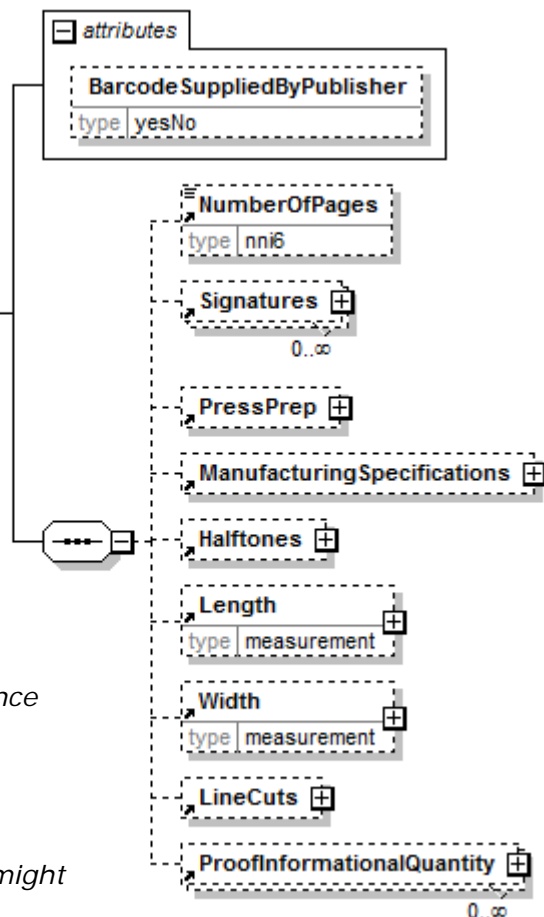 attributes
BarcodeSuppliedByPublisher
type yesNo
NumberOfPages
type nni6
Signatures
0..∞
PressPrep
ManufacturingSpecifications
Halftones
Length
type measurement
nce
Width
type measurement
LineCuts
might
ProofInformationalQuantity
0..∞